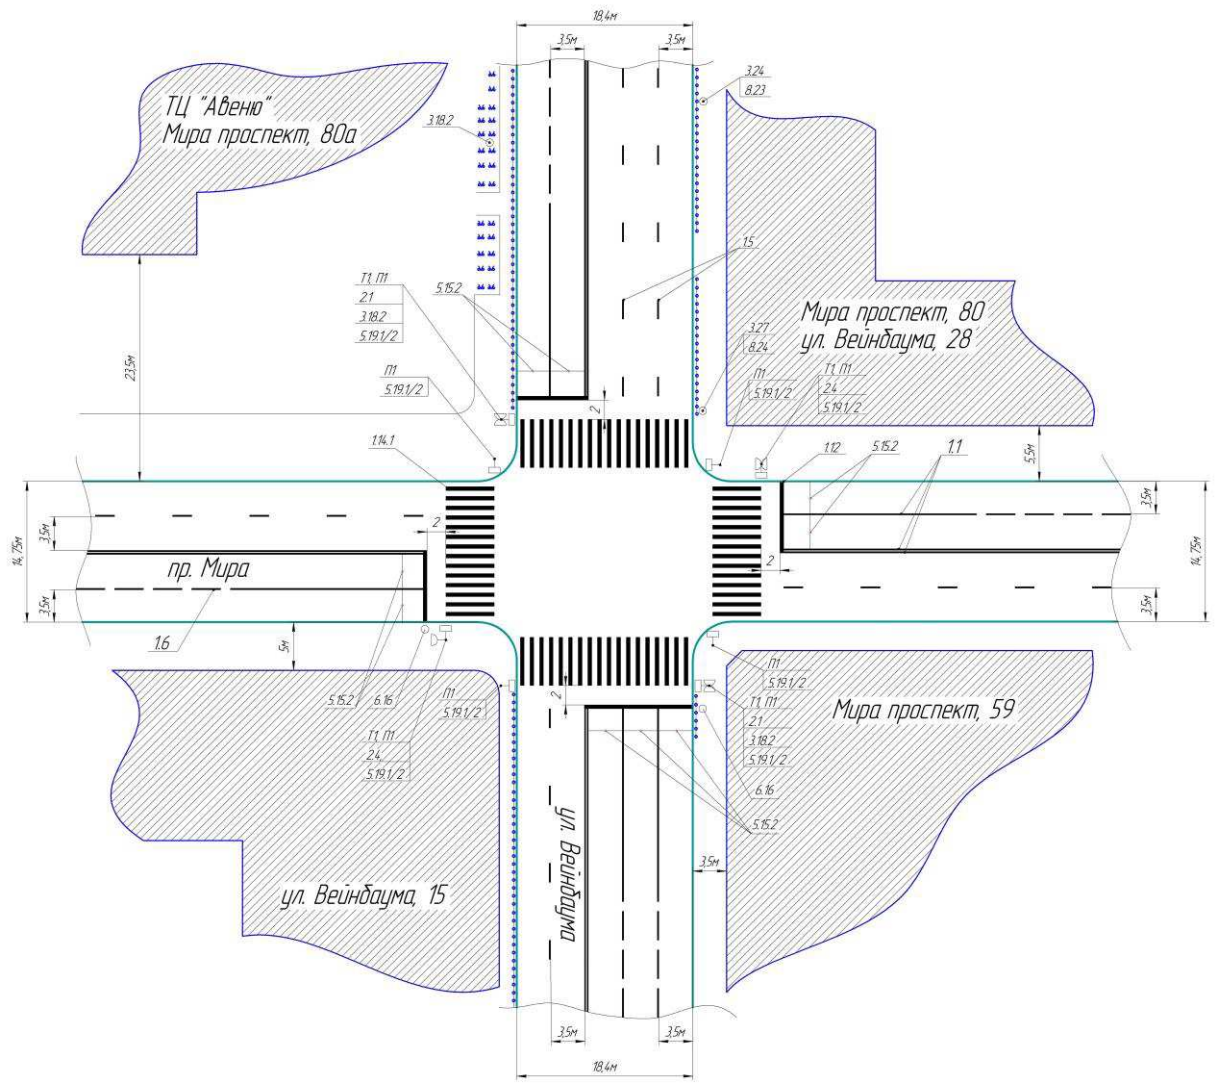 18,4м
3,5м
3,5м
3.24
8.23
ТЦ "Авеню"
Мира проспект, 80а
3.18.2
1.5
Т1, П1
2.1
3.18.2
5.19.1/2
5.15.2
Мира проспект, 80
ул. Вейнбаума, 28
3.27
8.24
23,5м
П1
5.19.1/2
П1
5.19.1/2
Т1, П1
2.4
5.19.1/2
2
1.14.1
1.12
5.15.2
1.1
5,5м
14,75м
3,5м
2
2
3,5м
14,75м
пр. Мира
2
3,5м
3,5м
1.6
5м
5.15.2
6.16
П1
5.19.1/2
П1
5.19.1/2
Т1, П1
2.4
5.19.1/2
2
Т1, П1
2.1
3.18.2
5.19.1/2
Мира проспект, 59
6.16
5.15.2
ул. Вейнбаума
3,5м
ул. Вейнбаума, 15
3,5м
3,5м
18,4м